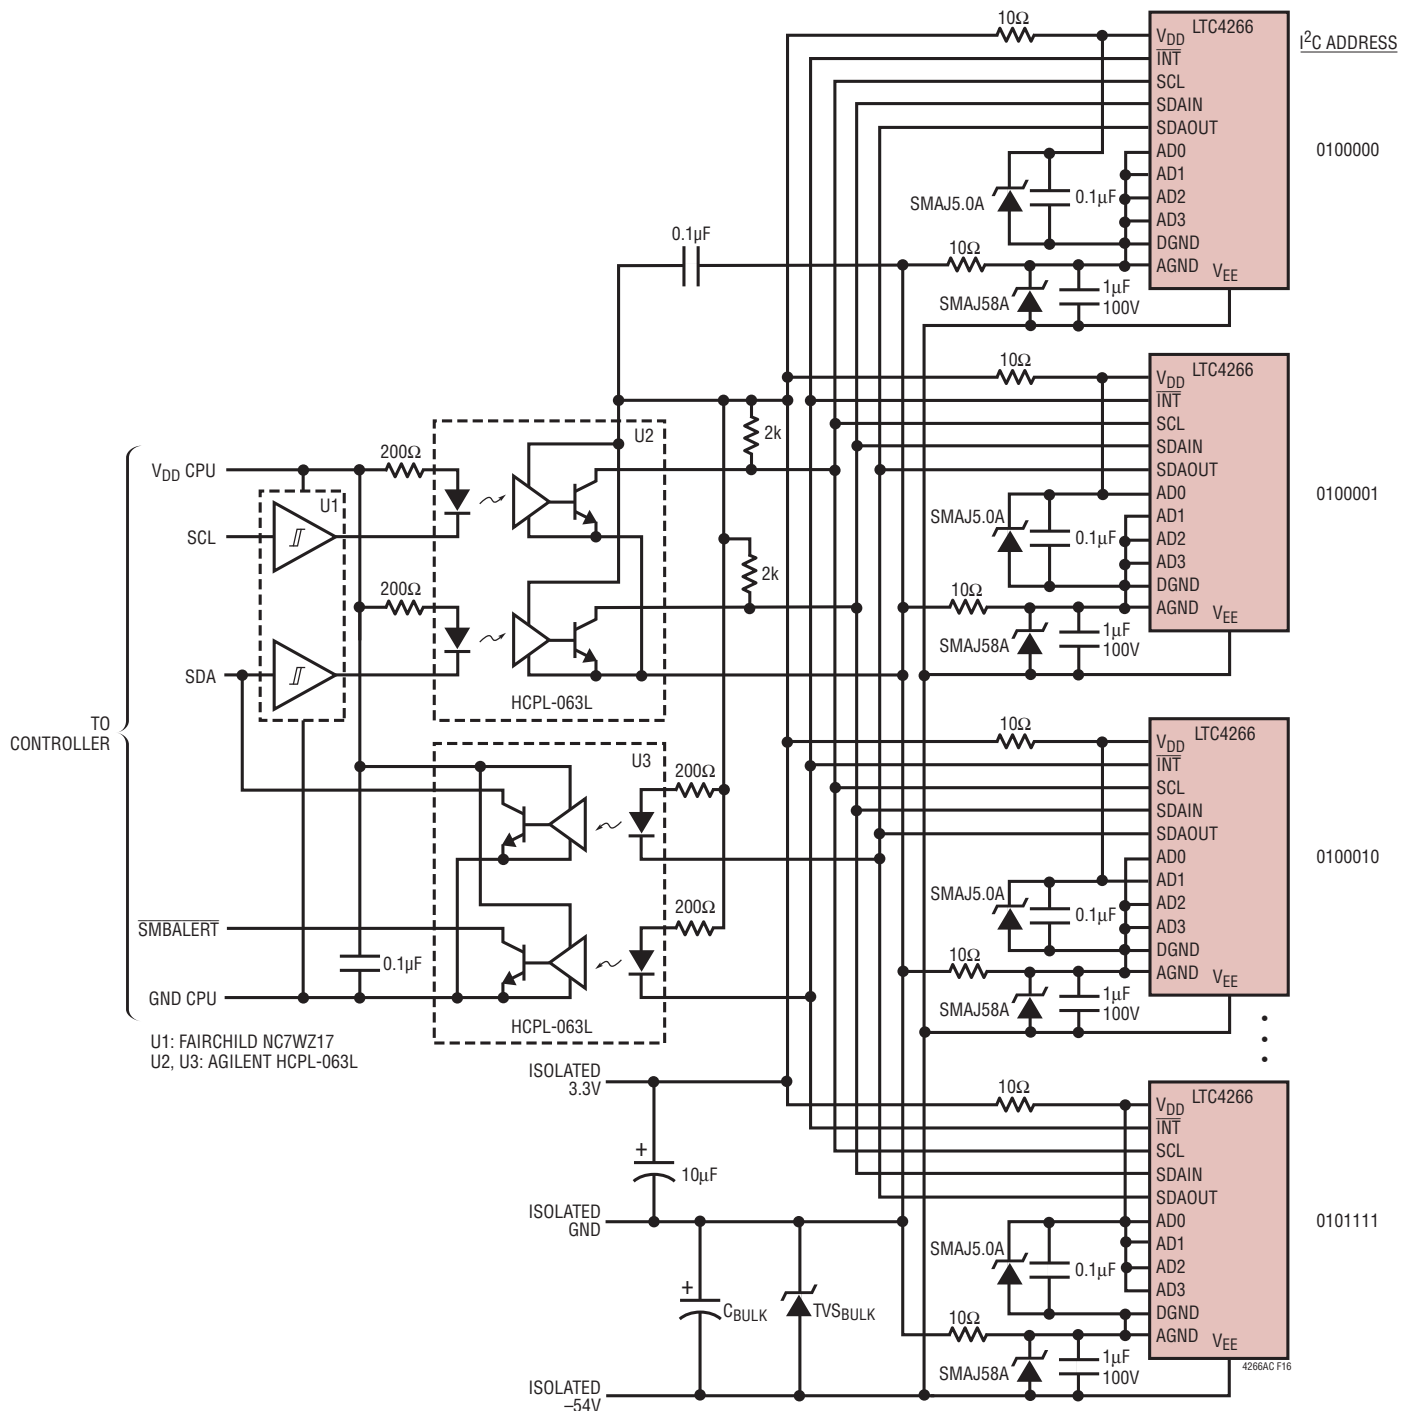 10Ω
LTC4266
I²C ADDRESS
VDD
INT
SCL
SDAIN
SDAOUT
AD0
0100000
AD1
SMAJ5.0A
0.1µF
AD2
AD3
DGND
0.1µF
10Ω
AGND
VEE
SMAJ58A
1µF
100V
10Ω
LTC4266
VDD
INT
SCL
SDAIN
SDAOUT
AD0
0100001
SMAJ5.0A
AD1
0.1µF
AD2
AD3
DGND
10Ω
AGND
VEE
SMAJ58A
1µF
100V
2k
U2
200Ω
VDD CPU
U1
SCL
2k
200Ω
SDA
HCPL-063L
TO
CONTROLLER
U3
200Ω
200Ω
SMBALERT
0.1µF
GND CPU
HCPL-063L
U1: FAIRCHILD NC7WZ17
U2, U3: AGILENT HCPL-063L
10Ω
LTC4266
VDD
INT
SCL
SDAIN
SDAOUT
AD0
0100010
SMAJ5.0A
AD1
0.1µF
AD2
AD3
DGND
10Ω
AGND
VEE
SMAJ58A
1µF
100V
ISOLATED
3.3V
+
10µF
ISOLATED
GND
+
CBULK
TVSBULK
ISOLATED
–54V
10Ω
LTC4266
VDD
INT
SCL
SDAIN
SDAOUT
AD0
0101111
SMAJ5.0A
AD1
0.1µF
AD2
AD3
DGND
10Ω
AGND
VEE
SMAJ58A
1µF
100V
4266AC F16